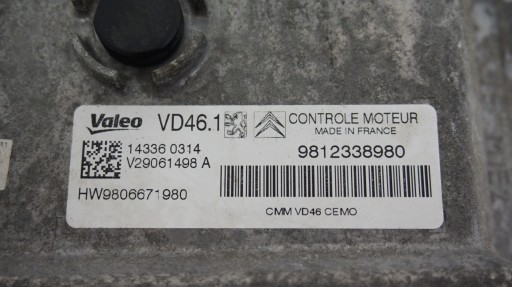 Valeo VD46.1 CONTROLE MOTEUR
MADE IN FRANCE
14336 0314
V29061498 A
9812338980
HW9806671980
CMM VD46 CEMO